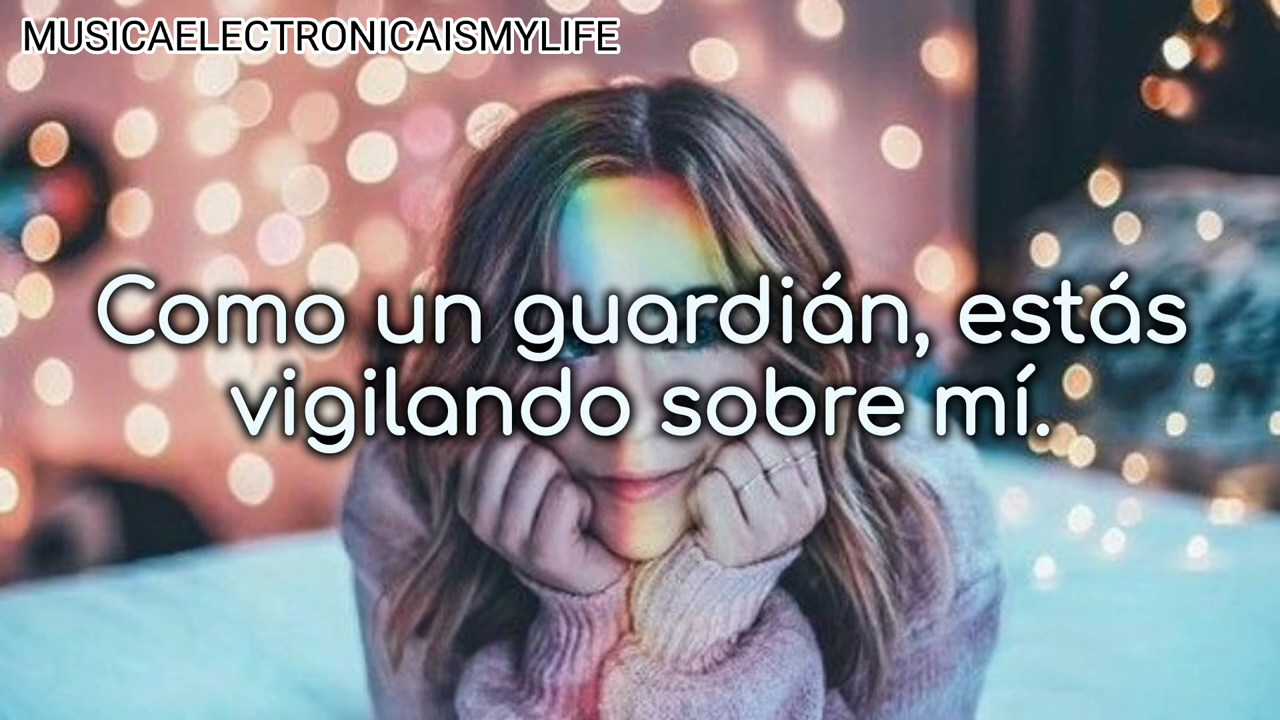 MUSICAELECTRONICAISMYLIFE
Como un guardián, estás
vigilando sobre mí.